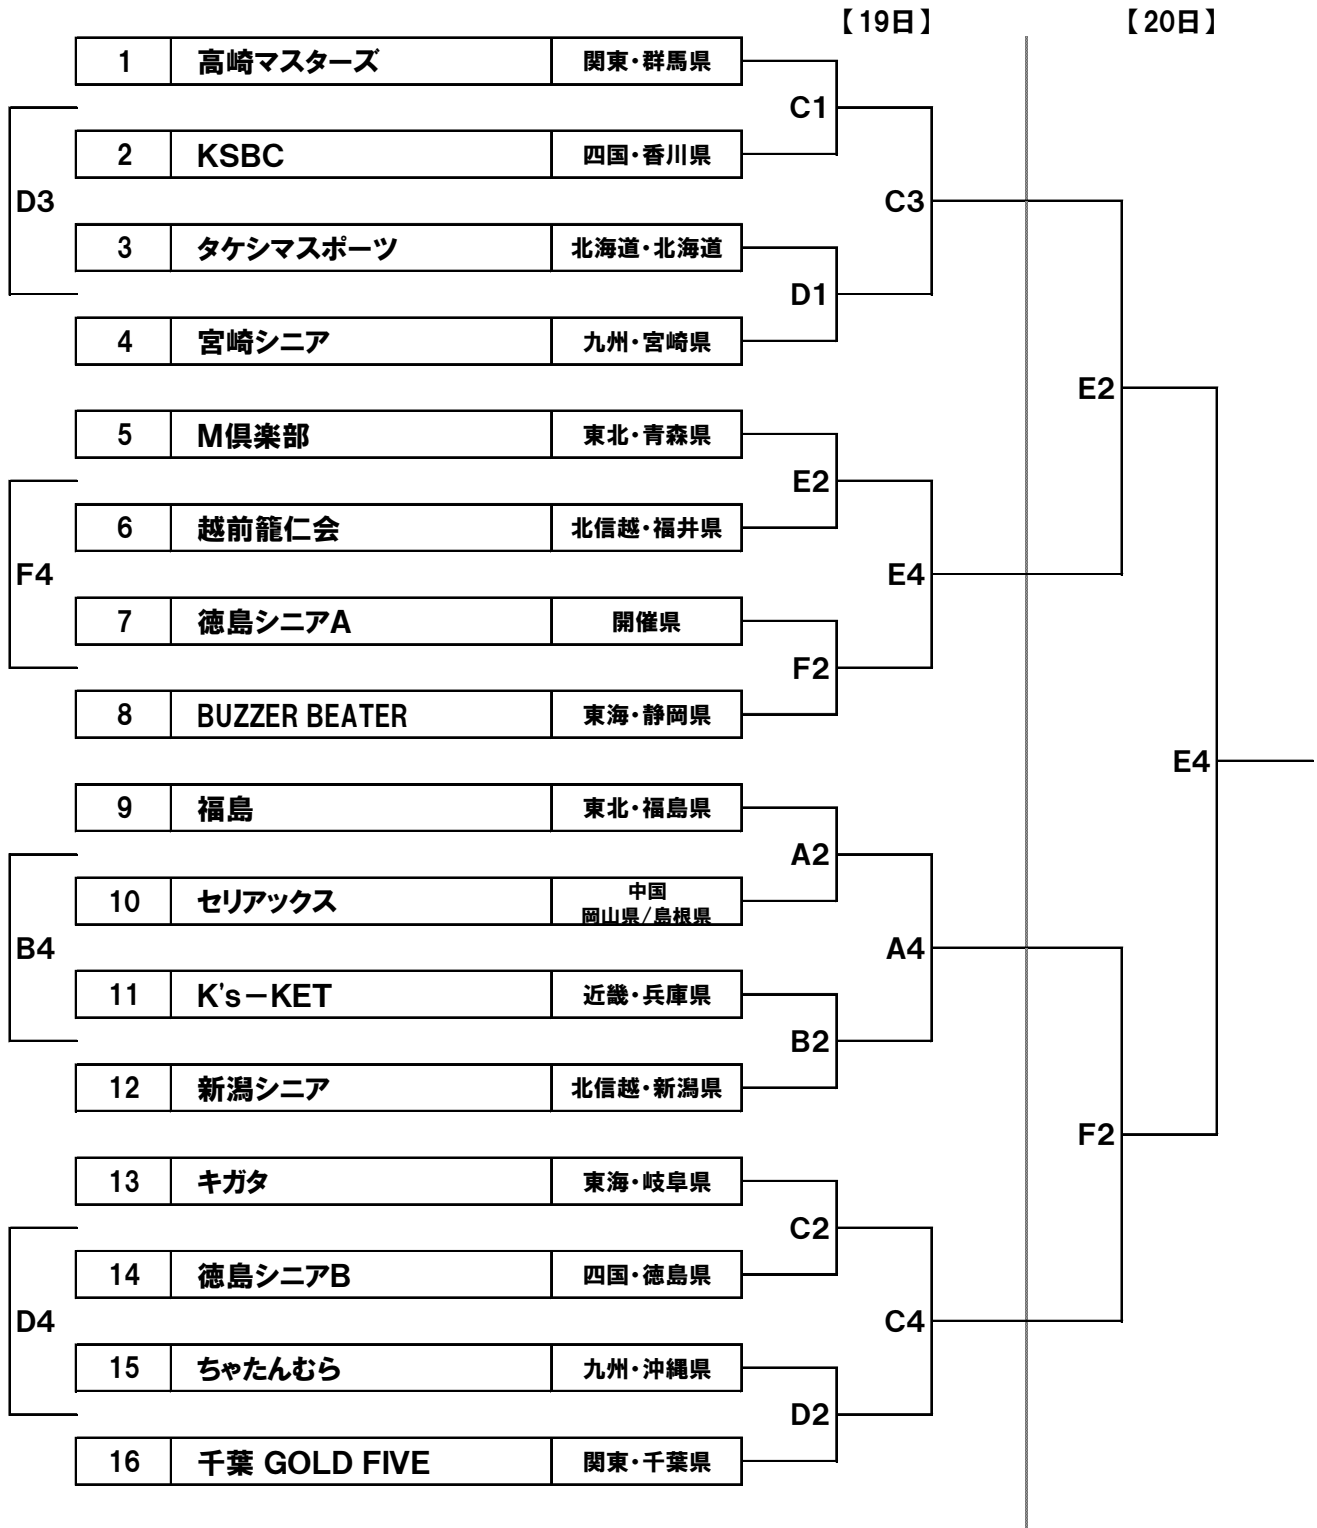 【19日】 【20日】
1 高崎マスターズ 関東・群馬県
C1
2 KSBC 四国・香川県
D3 C3
3 タケシマスポーツ 北海道・北海道
D1
4 宮崎シニア 九州・宮崎県
E2
5 M倶楽部 東北・青森県
E2
6 越前籠仁会 北信越・福井県
F4 E4
7 徳島シニアA 開催県
F2
8 BUZZER BEATER 東海・静岡県
E4
9 福島 東北・福島県
A2
10 セリアックス 中国
岡山県/島根県
B4 A4
11 K's－KET 近畿・兵庫県
B2
12 新潟シニア 北信越・新潟県
F2
13 キガタ 東海・岐阜県
C2
14 徳島シニアB 四国・徳島県
D4 C4
15 ちゃたんむら 九州・沖縄県
D2
16 千葉 GOLD FIVE 関東・千葉県